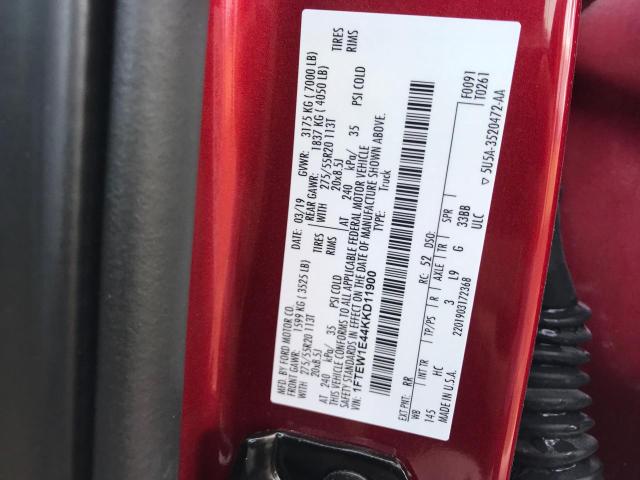 MFD. BY FORD MOTOR CO.
DATE: 03/19 GVWR: 3175 KG ( 7000 LB)
FRONT GAWR: 1599 KG ( 3525 LB) REAR GAWR: 1837 KG ( 4050 LB)
WITH 275/55R20 113T TIRES WITH 275/55R20 113T TIRES
20x8.5J RIMS 20x8.5J RIMS
AT 240 kPa/ 35 PSI COLD AT 240 kPa/ 35 PSI COLD
THIS VEHICLE CONFORMS TO ALL APPLICABLE FEDERAL MOTOR VEHICLE
SAFETY STANDARDS IN EFFECT ON THE DATE OF MANUFACTURE SHOWN ABOVE.
VIN: 1FTEW1E44KKD11900 TYPE: Truck
EXT PNT: RR RC: 52 DSO: F0091
T0261
WB INT TR TP/PS R AXLE TR SPR
145 HC 3 L9 G 33BB
MADE IN U.S.A. 2201903172368 ULC
▽ 5U5A-3520472-AA